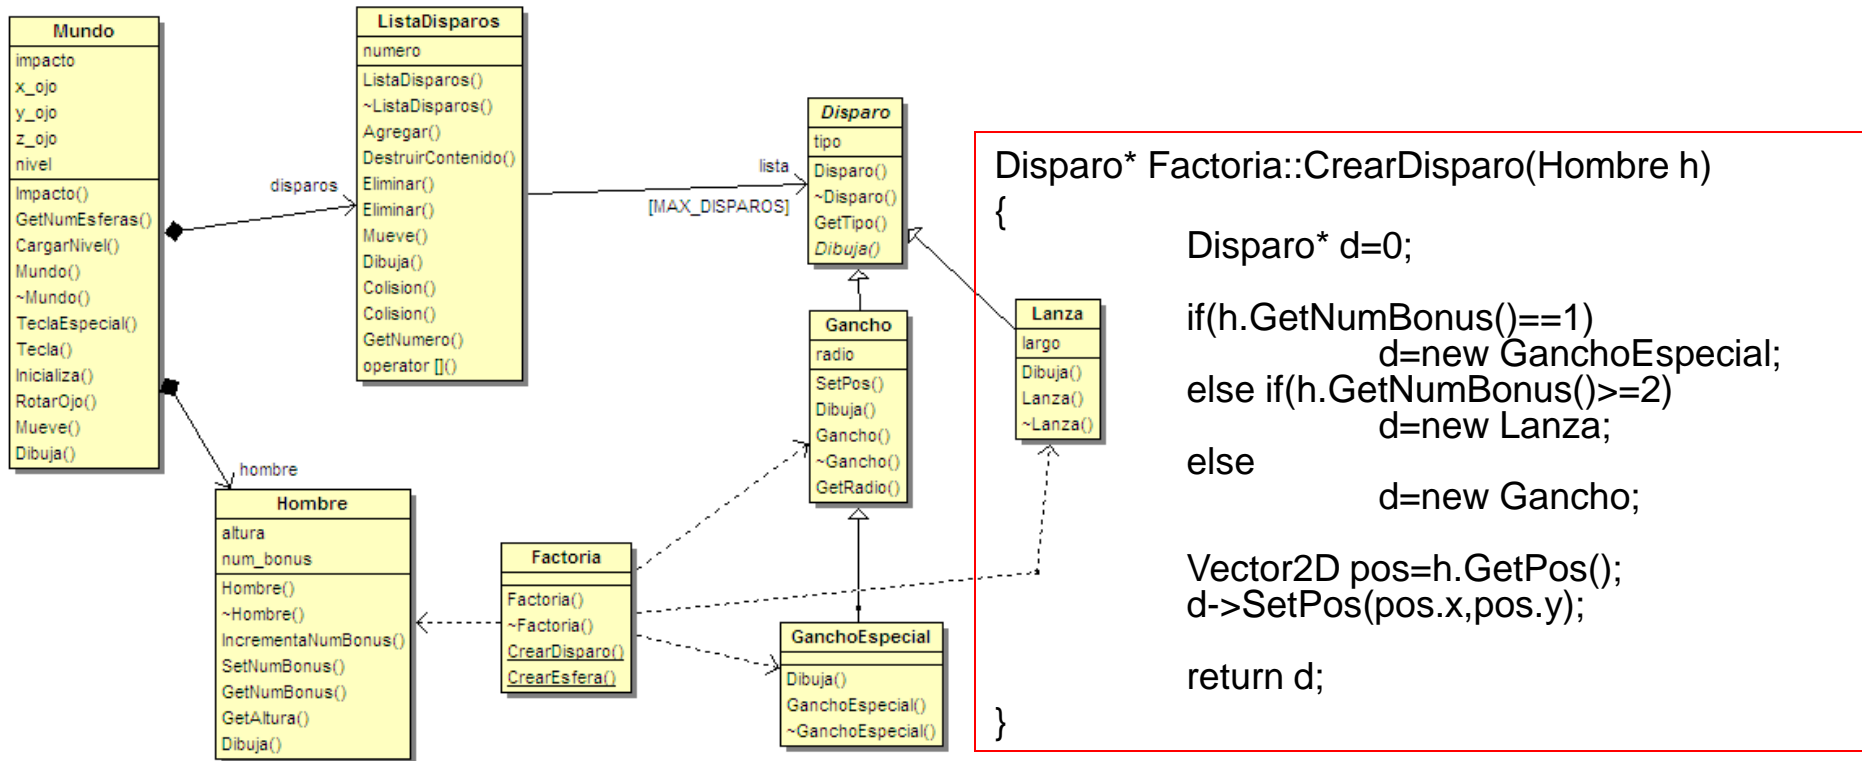 Mundo
impacto
x_ojo
y_ojo
z_ojo
nivel
Impacto()
GetNumEsferas()
CargarNivel()
Mundo()
~Mundo()
TeclaEspecial()
Tecla()
Inicializa()
RotarOjo()
Mueve()
Dibuja()
disparos
hombre
ListaDisparos
numero
ListaDisparos()
~ListaDisparos()
Agregar()
DestruirContenido()
Eliminar()
Eliminar()
Mueve()
Dibuja()
Colision()
Colision()
GetNumero()
operator []()
lista
[MAX_DISPAROS]
Disparo
tipo
Disparo()
~Disparo()
GetTipo()
Dibuja()
Gancho
radio
SetPos()
Dibuja()
Gancho()
~Gancho()
GetRadio()
Lanza
largo
Dibuja()
Lanza()
~Lanza()
Hombre
altura
num_bonus
Hombre()
~Hombre()
IncrementaNumBonus()
SetNumBonus()
GetNumBonus()
GetAltura()
Dibuja()
Factoria
Factoria()
~Factoria()
CrearDisparo()
CrearEsfera()
GanchoEspecial
Dibuja()
GanchoEspecial()
~GanchoEspecial()
Disparo* Factoria::CrearDisparo(Hombre h)
{
Disparo* d=0;
if(h.GetNumBonus()==1)
d=new GanchoEspecial;
else if(h.GetNumBonus()>=2)
d=new Lanza;
else
d=new Gancho;
Vector2D pos=h.GetPos();
d->SetPos(pos.x,pos.y);
return d;
}